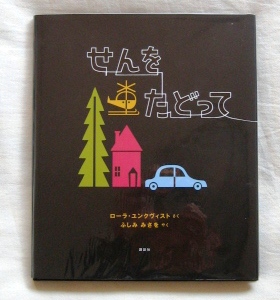 せんを
たどって
ローラ・ユンクヴィスト さく
ふしみ みさを やく
講談社